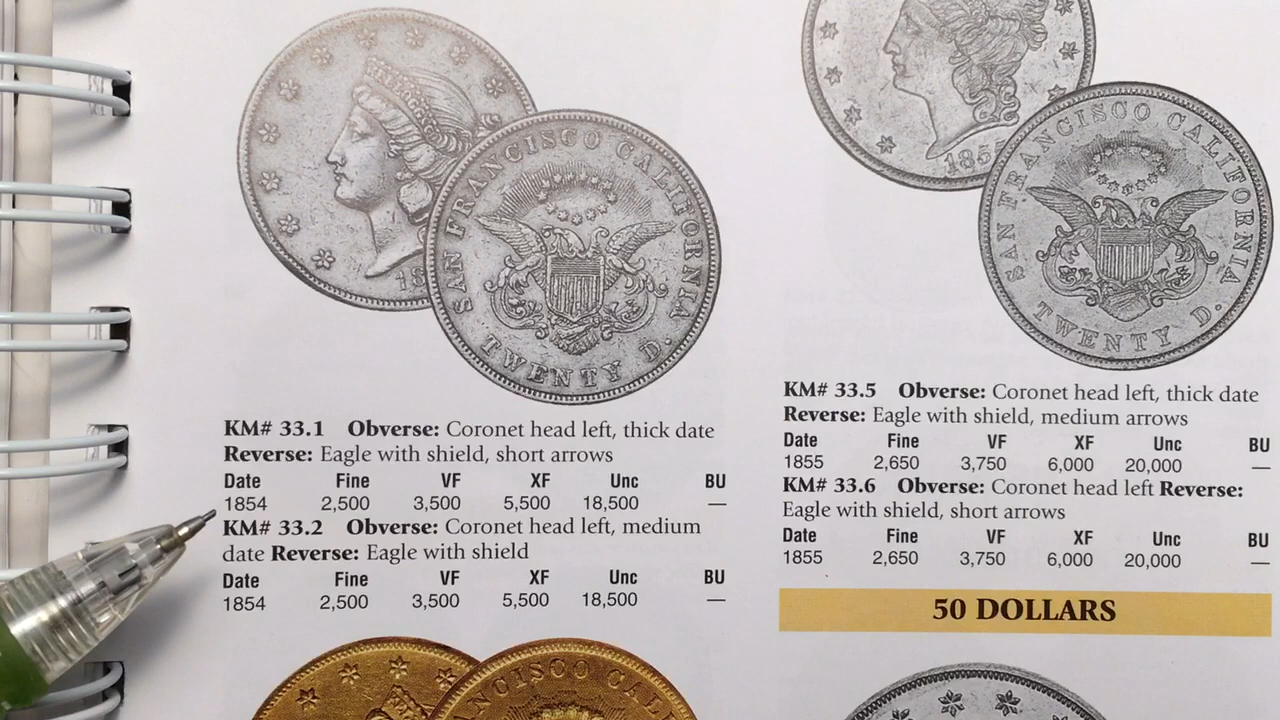 SAN FRANCISCO CALIFORNIA
TWENTY D.
18
KM# 33.1 Obverse: Coronet head left, thick date
Reverse: Eagle with shield, short arrows
Date Fine VF XF Unc BU
1854 2,500 3,500 5,500 18,500 —
KM# 33.2 Obverse: Coronet head left, medium
date Reverse: Eagle with shield
Date Fine VF XF Unc BU
1854 2,500 3,500 5,500 18,500 —
NCISCO CAL
1855
SAN FRANCISCO CALIFORNIA
TWENTY D.
KM# 33.5 Obverse: Coronet head left, thick date
Reverse: Eagle with shield, medium arrows
Date Fine VF XF Unc BU
1855 2,650 3,750 6,000 20,000 —
KM# 33.6 Obverse: Coronet head left Reverse:
Eagle with shield, short arrows
Date Fine VF XF Unc BU
1855 2,650 3,750 6,000 20,000 —
50 DOLLARS